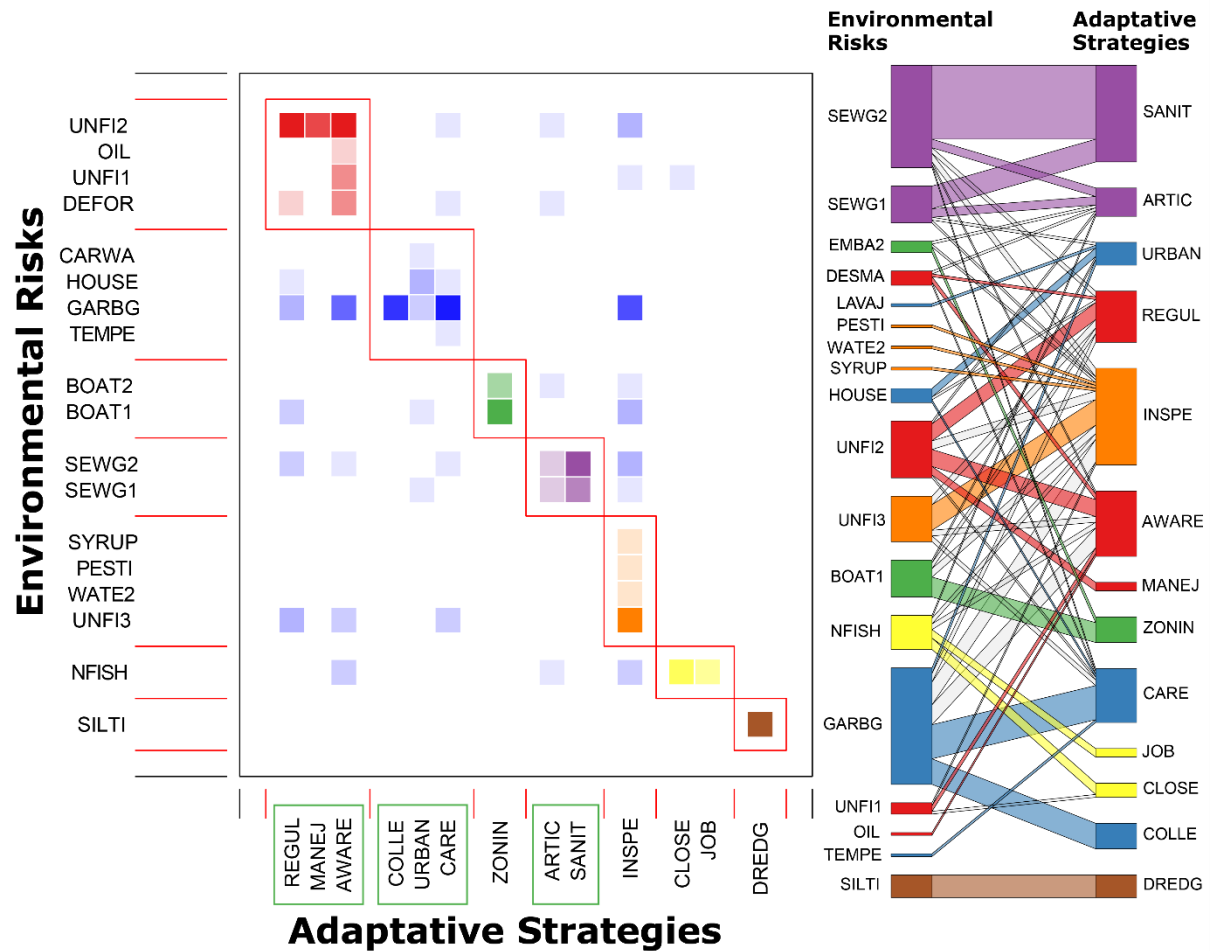 Environmental Risks
UNFI2
OIL
UNFI1
DEFOR
CARWA
HOUSE
GARBG
TEMPE
BOAT2
BOAT1
SEWG2
SEWG1
SYRUP
PESTI
WATE2
UNFI3
NFISH
SILTI
REGUL
MANEJ
AWARE
COLLE
URBAN
CARE
ZONIN
ARTIC
SANIT
INSPE
CLOSE
JOB
DREDG
Adaptative Strategies
Environmental
Risks
SEWG2
SEWG1
EMBA2
DESMA
LAVAJ
PESTI
WATE2
SYRUP
HOUSE
UNFI2
UNFI3
BOAT1
NFISH
GARBG
UNFI1
OIL
TEMPE
SILTI
Adaptative
Strategies
SANIT
ARTIC
URBAN
REGUL
INSPE
AWARE
MANEJ
ZONIN
CARE
JOB
CLOSE
COLLE
DREDG